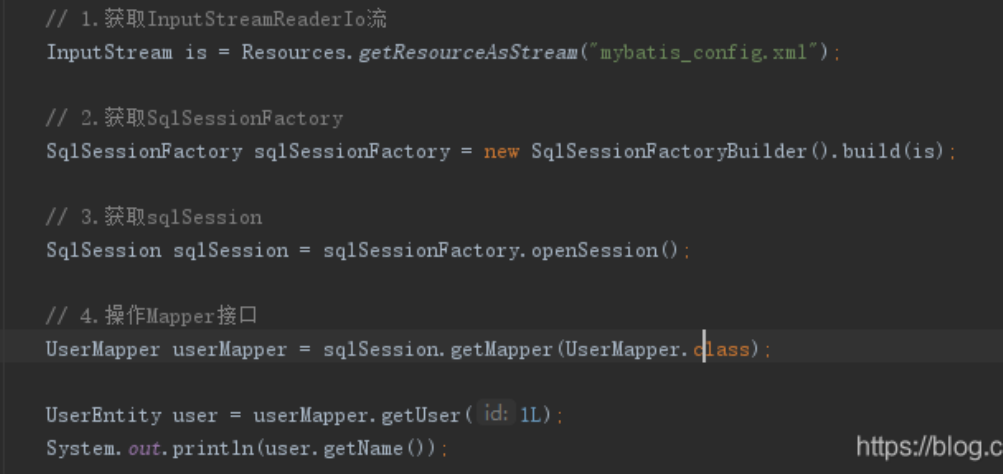 // 1.获取InputStreamReaderIo流
InputStream is = Resources.getResourceAsStream("mybatis_config.xml");
// 2.获取SqlSessionFactory
SqlSessionFactory sqlSessionFactory = new SqlSessionFactoryBuilder().build(is);
// 3.获取sqlSession
SqlSession sqlSession = sqlSessionFactory.openSession();
// 4.操作Mapper接口
UserMapper userMapper = sqlSession.getMapper(UserMapper.class);
UserEntity user = userMapper.getUser( id: 1L);
System.out.println(user.getName());
https://blog.c